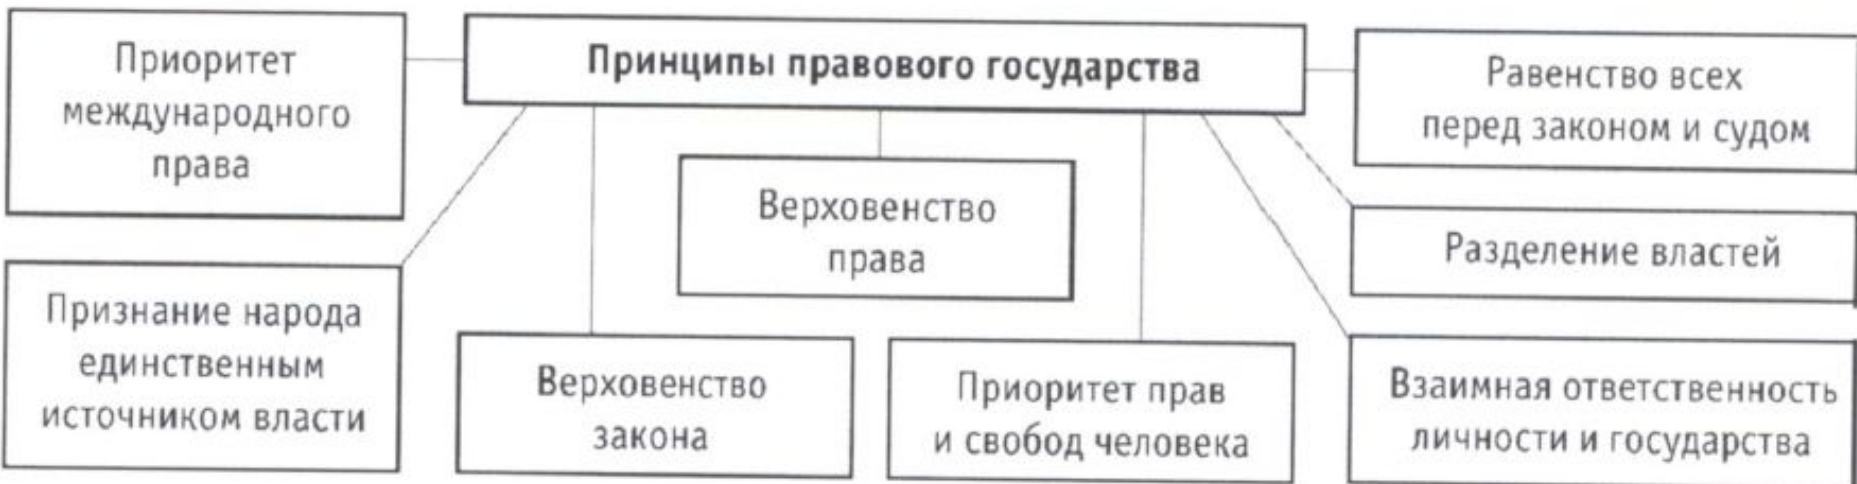 Принципы правового государства
Приоритет
международного
права
Признание народа
единственным
источником власти
Верховенство
закона
Верховенство
права
Приоритет прав
и свобод человека
Равенство всех
перед законом и судом
Разделение властей
Взаимная ответственность
личности и государства